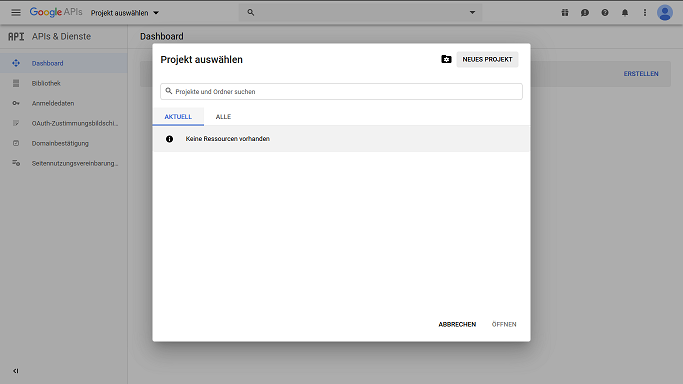 Google APIs
Projekt auswählen
API APIs & Dienste
Dashboard
Dashboard
Bibliothek
Anmeldedaten
OAuth-Zustimmungsbildschi...
Domainbestätigung
Seitennutzungsvereinbarung...
ERSTELLEN
Projekt auswählen
NEUES PROJEKT
Projekte und Ordner suchen
AKTUELL
ALLE
Keine Ressourcen vorhanden
ABBRECHEN
ÖFFNEN